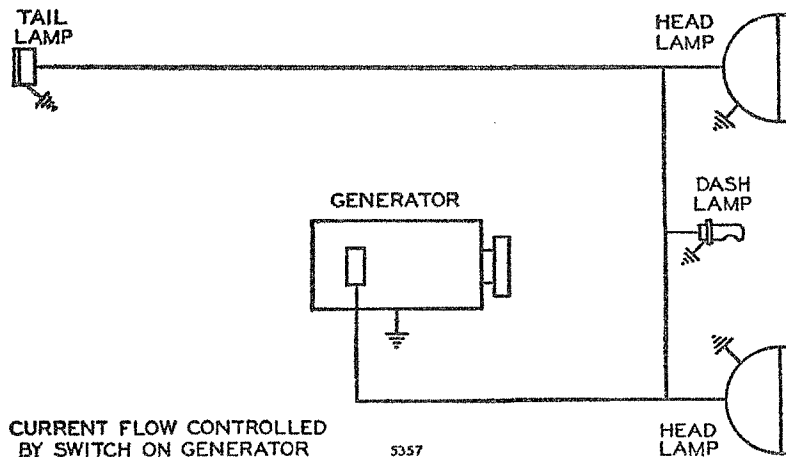 TAIL
LAMP
HEAD
LAMP
DASH
LAMP
GENERATOR
CURRENT FLOW CONTROLLED
BY SWITCH ON GENERATOR
5357
HEAD
LAMP